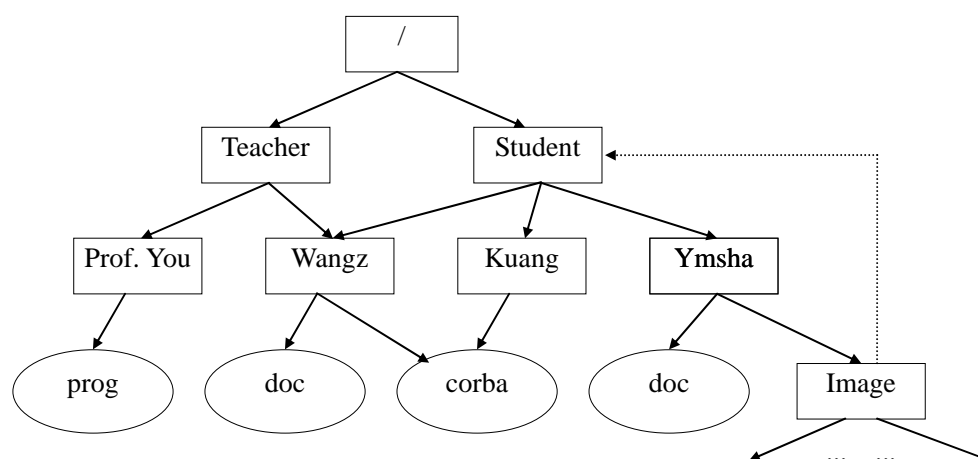 /
Teacher
Student
Prof. You
Wangz
Kuang
Ymsha
prog
doc
corba
doc
Image
... ...